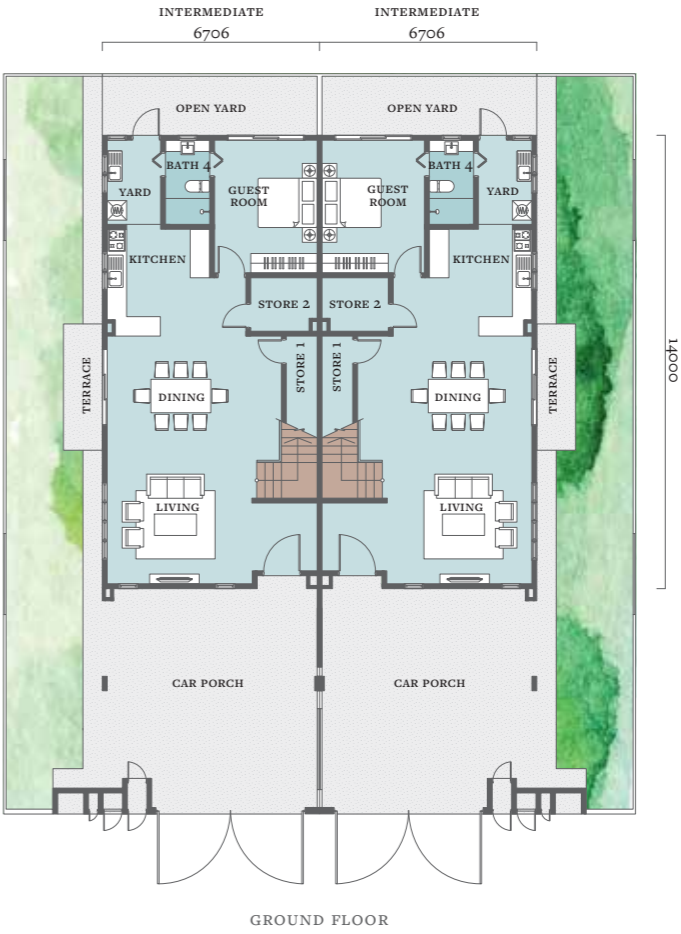 INTERMEDIATE INTERMEDIATE
6706 6706
OPEN YARD OPEN YARD
BATH 4 BATH 4
YARD GUEST ROOM GUEST ROOM YARD
KITCHEN KITCHEN
STORE 2 STORE 2
STORE 1 STORE 1
TERRACE TERRACE
14000
DINING DINING
LIVING LIVING
CAR PORCH CAR PORCH
GROUND FLOOR